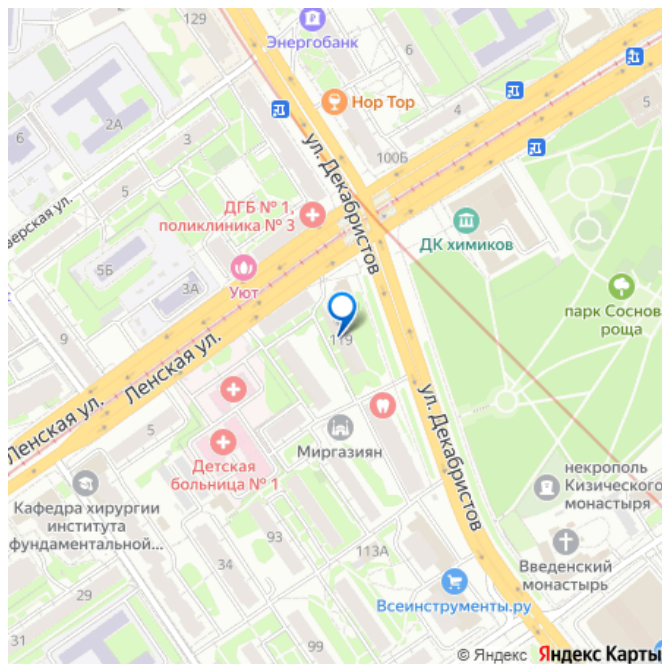 129
Энергобанк
6
2А
6
Нор Тор
4
5
ул. Декабристов
100Б
3
5
ДГБ № 1,
поликлиника № 3
ДК химиков
5Б
Уют
3А
парк Соснов
роща
119
9
Ленская ул.
Ленская ул.
ул. Декабристов
5
Миргазиян
Детская
больница № 1
некрополь
Кизического
монастыря
Кафедра хирургии
института
фундаментальной...
93
113А
34
Введенский
монастырь
29
Всеинструменты.ру
31
99
© Яндекс Яндекс Карты